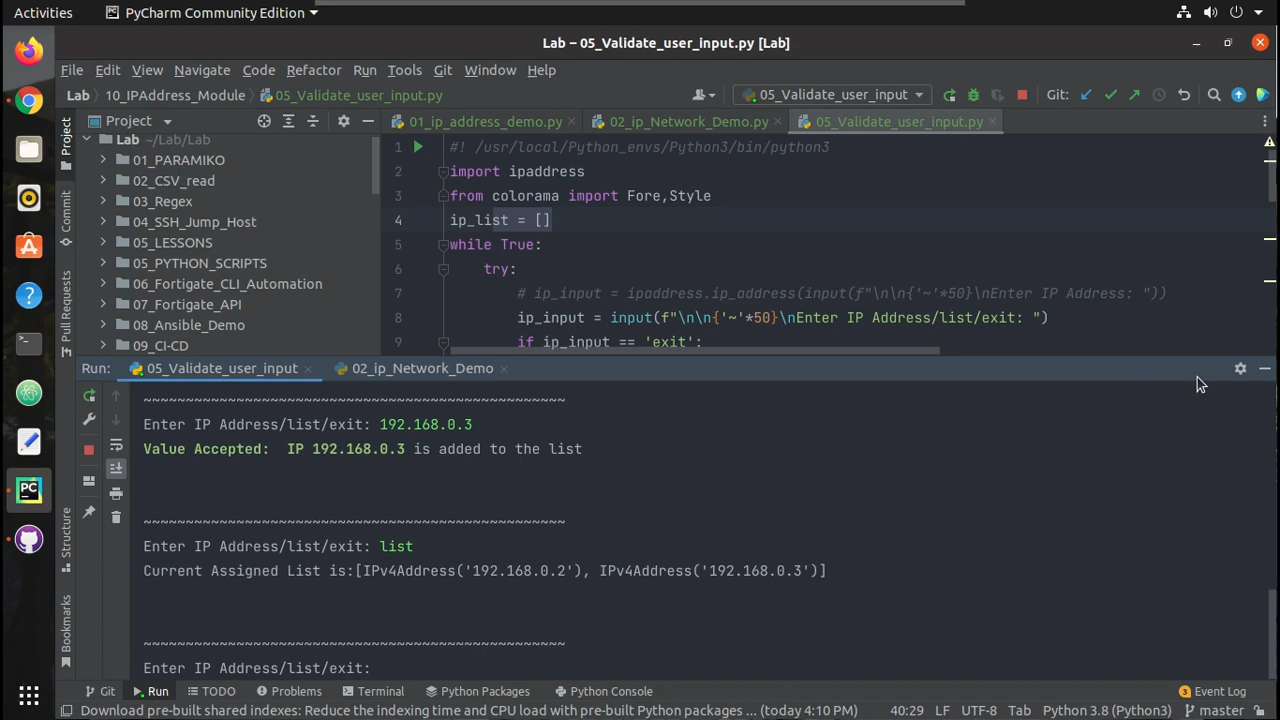 Activities PyCharm Community Edition
Lab – 05_Validate_user_input.py [Lab]
File Edit View Navigate Code Refactor Run Tools Git Window Help
Lab 10_IPAddress_Module 05_Validate_user_input.py 05_Validate_user_input Git:
Project 01_ip_address_demo.py 02_ip_Network_Demo.py 05_Validate_user_input.py
Project
Commit
Pull Requests
Lab ~/Lab/Lab
01_PARAMIKO
02_CSV_read
03_Regex
04_SSH_Jump_Host
05_LESSONS
05_PYTHON_SCRIPTS
06_Fortigate_CLI_Automation
07_Fortigate_API
08_Ansible_Demo
09_CI-CD
1 #! /usr/local/Python_envs/Python3/bin/python3
2 import ipaddress
3 from colorama import Fore,Style
4 ip_list = []
5 while True:
6 try:
7 # ip_input = ipaddress.ip_address(input(f"\n\n{'~'*50}\nEnter IP Address: "))
8 ip_input = input(f"\n\n{'~'*50}\nEnter IP Address/list/exit: ")
9 if ip_input == 'exit':
Run: 05_Validate_user_input 02_ip_Network_Demo
~~~~~~~~~~~~~~~~~~~~~~~~~~~~~~~~~~~~~~~~~~~~~~~~~~
Enter IP Address/list/exit: 192.168.0.3
Value Accepted: IP 192.168.0.3 is added to the list
~~~~~~~~~~~~~~~~~~~~~~~~~~~~~~~~~~~~~~~~~~~~~~~~~~
Enter IP Address/list/exit: list
Current Assigned List is:[IPv4Address('192.168.0.2'), IPv4Address('192.168.0.3')]
~~~~~~~~~~~~~~~~~~~~~~~~~~~~~~~~~~~~~~~~~~~~~~~~~~
Enter IP Address/list/exit:
Structure
Bookmarks
Git Run TODO Problems Terminal Python Packages Python Console 3 Event Log
Download pre-built shared indexes: Reduce the indexing time and CPU load with pre-built Python packages ... (today 4:10 PM) 40:29 LF UTF-8 Tab Python 3.8 (Python3) master